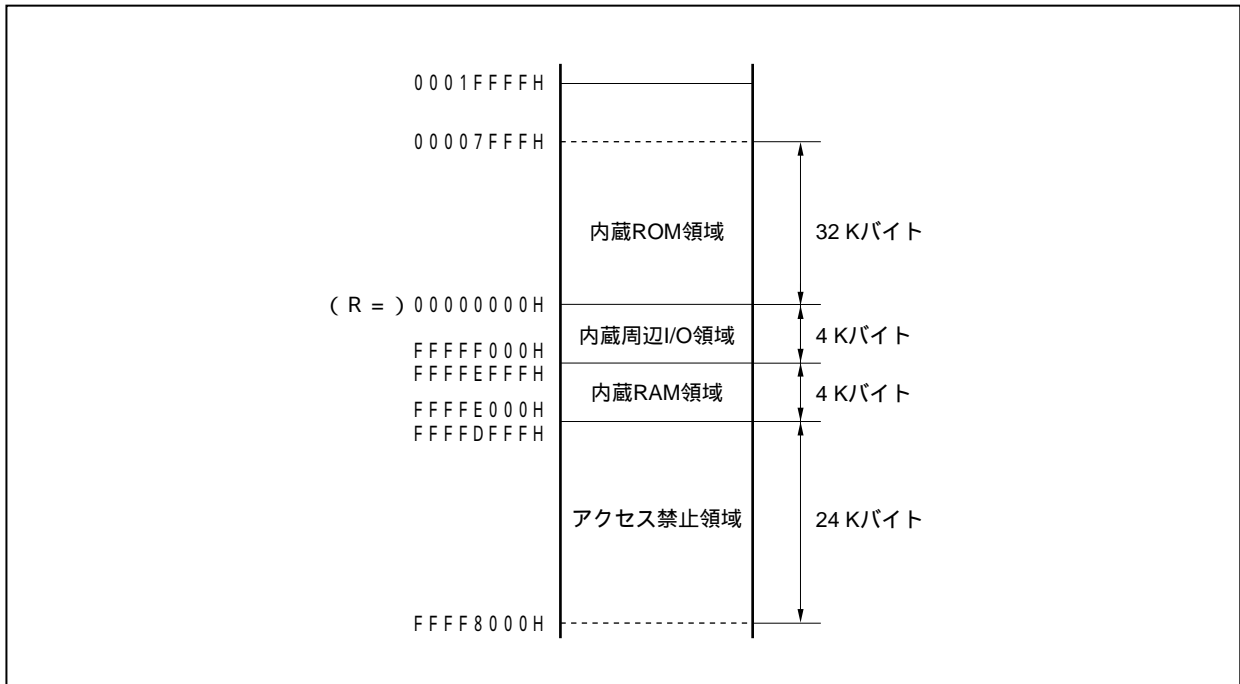 0001FFFFH
00007FFFH
内蔵ROM領域
32 Kバイト
( R = ) 00000000H
内蔵周辺I/O領域
4 Kバイト
FFFFF000H
FFFFEFFFH
内蔵RAM領域
4 Kバイト
FFFFE000H
FFFFDFFFH
アクセス禁止領域
24 Kバイト
FFFF8000H